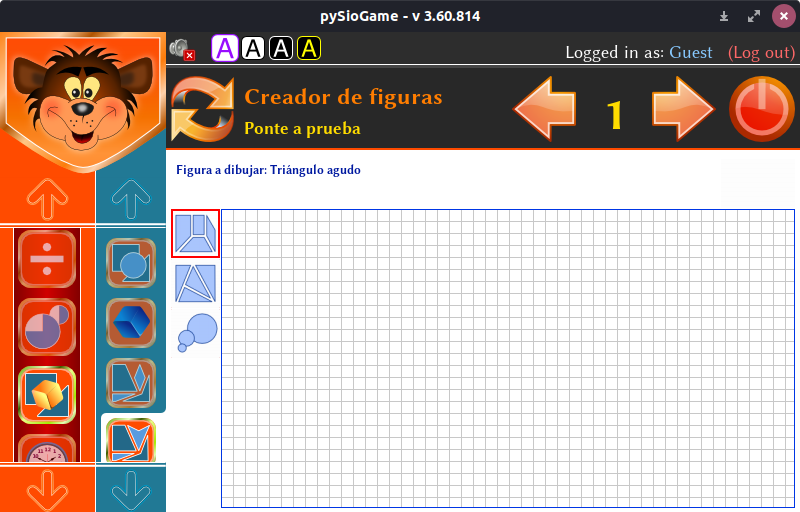 pySioGame - v 3.60.814
A A A A
Logged in as: Guest (Log out)
Creador de figuras
1
Ponte a prueba
Figura a dibujar: Triángulo agudo